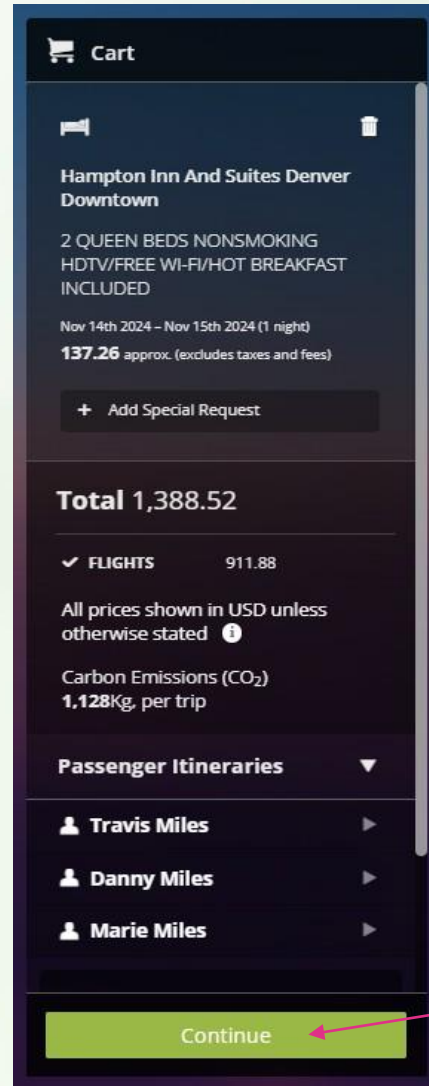 Cart
Hampton Inn And Suites Denver
Downtown
2 QUEEN BEDS NONSMOKING
HDTV/FREE WI-FI/HOT BREAKFAST
INCLUDED
Nov 14th 2024 – Nov 15th 2024 (1 night)
137.26 approx. (excludes taxes and fees)
+ Add Special Request
Total 1,388.52
✔ FLIGHTS 911.88
All prices shown in USD unless
otherwise stated i
Carbon Emissions (CO₂)
1,128Kg, per trip
Passenger Itineraries ▼
Travis Miles ▶
Danny Miles ▶
Marie Miles ▶
Continue